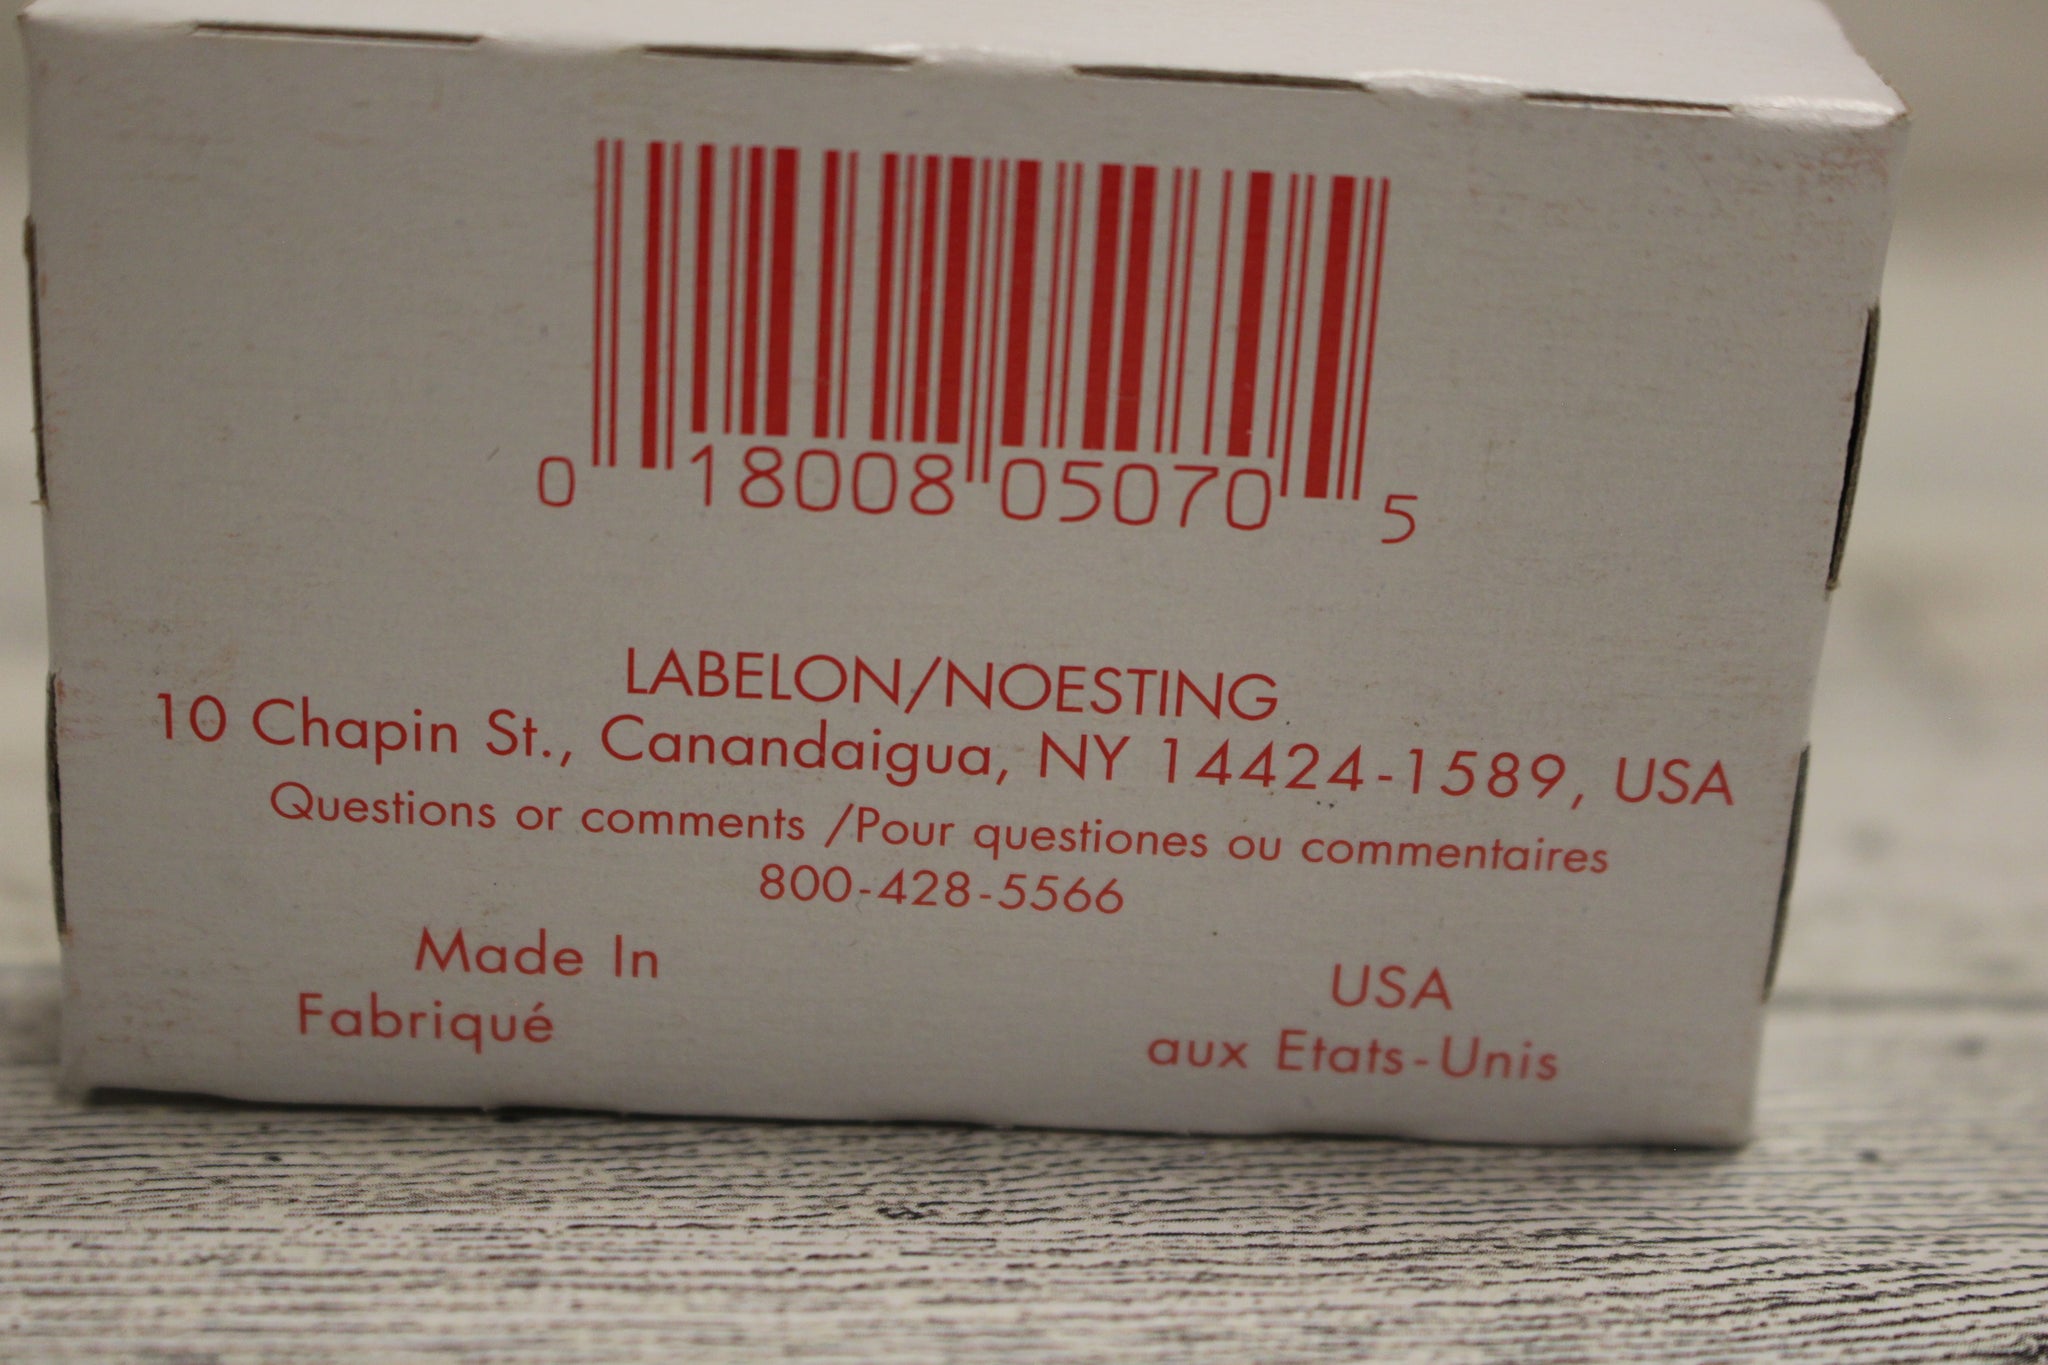 0 18008 05070 5
LABELON/NOESTING
10 Chapin St., Canandaigua, NY 14424-1589, USA
Questions or comments /Pour questiones ou commentaires
800-428-5566
Made In USA
Fabriqué aux Etats-Unis